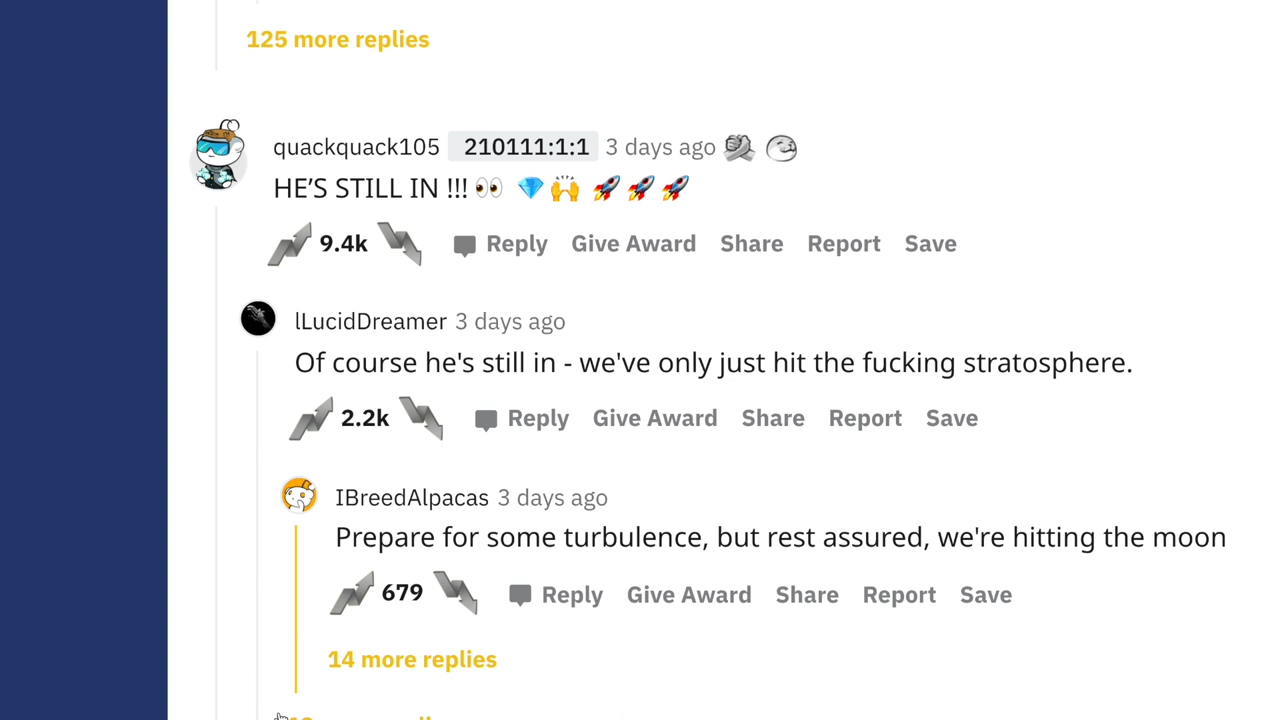 125 more replies
quackquack105 210111:1:1 3 days ago
HE’S STILL IN !!! 👀 💎 🙌 🚀 🚀 🚀
9.4k Reply Give Award Share Report Save
lLucidDreamer 3 days ago
Of course he's still in - we've only just hit the fucking stratosphere.
2.2k Reply Give Award Share Report Save
IBreedAlpacas 3 days ago
Prepare for some turbulence, but rest assured, we're hitting the moon
679 Reply Give Award Share Report Save
14 more replies